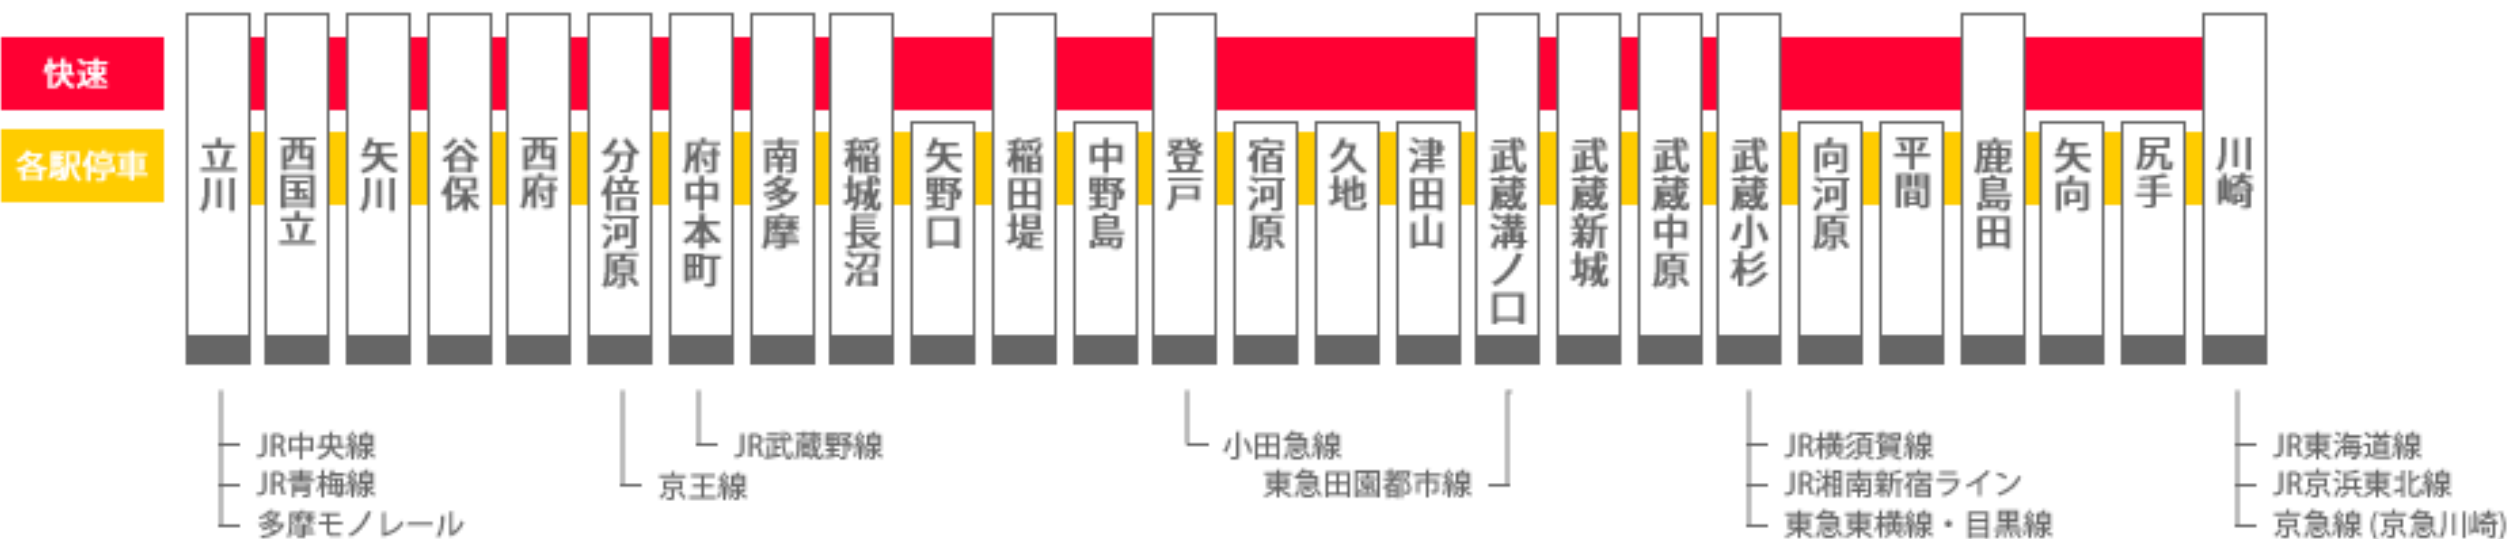 快速
各駅停車
立川
西国立
矢川
谷保
西府
分倍河原
府中本町
南多摩
稲城長沼
矢野口
稲田堤
中野島
登戸
宿河原
久地
津田山
武蔵溝ノ口
武蔵新城
武蔵中原
武蔵小杉
向河原
平間
鹿島田
矢向
尻手
川崎
JR中央線
JR青梅線
多摩モノレール
京王線
JR武蔵野線
小田急線
東急田園都市線
JR横須賀線
JR湘南新宿ライン
東急東横線・目黒線
JR東海道線
JR京浜東北線
京急線 (京急川崎)